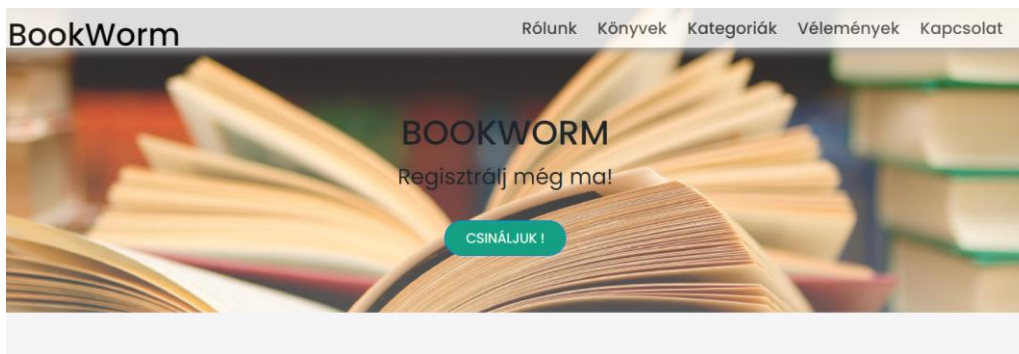 BookWorm
Rólunk Könyvek Kategoriák Vélemények Kapcsolat
BOOKWORM
Regisztrálj még ma!
CSINÁLJUK !